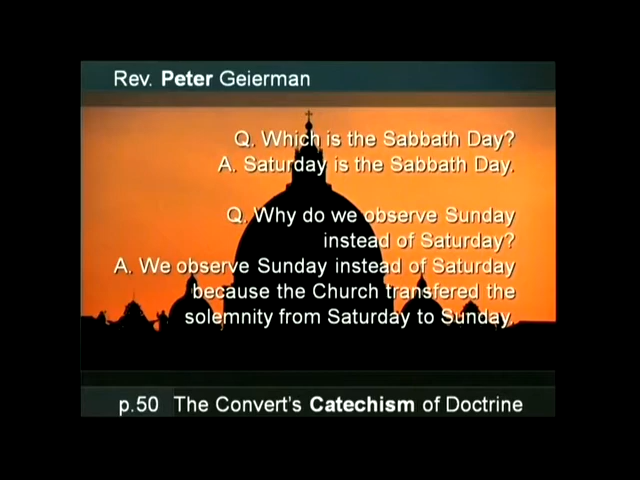 Rev. Peter Geierman
Q. Which is the Sabbath Day?
A. Saturday is the Sabbath Day.
Q. Why do we observe Sunday
instead of Saturday?
A. We observe Sunday instead of Saturday
because the Church transfered the
solemnity from Saturday to Sunday.
p.50 The Convert's Catechism of Doctrine